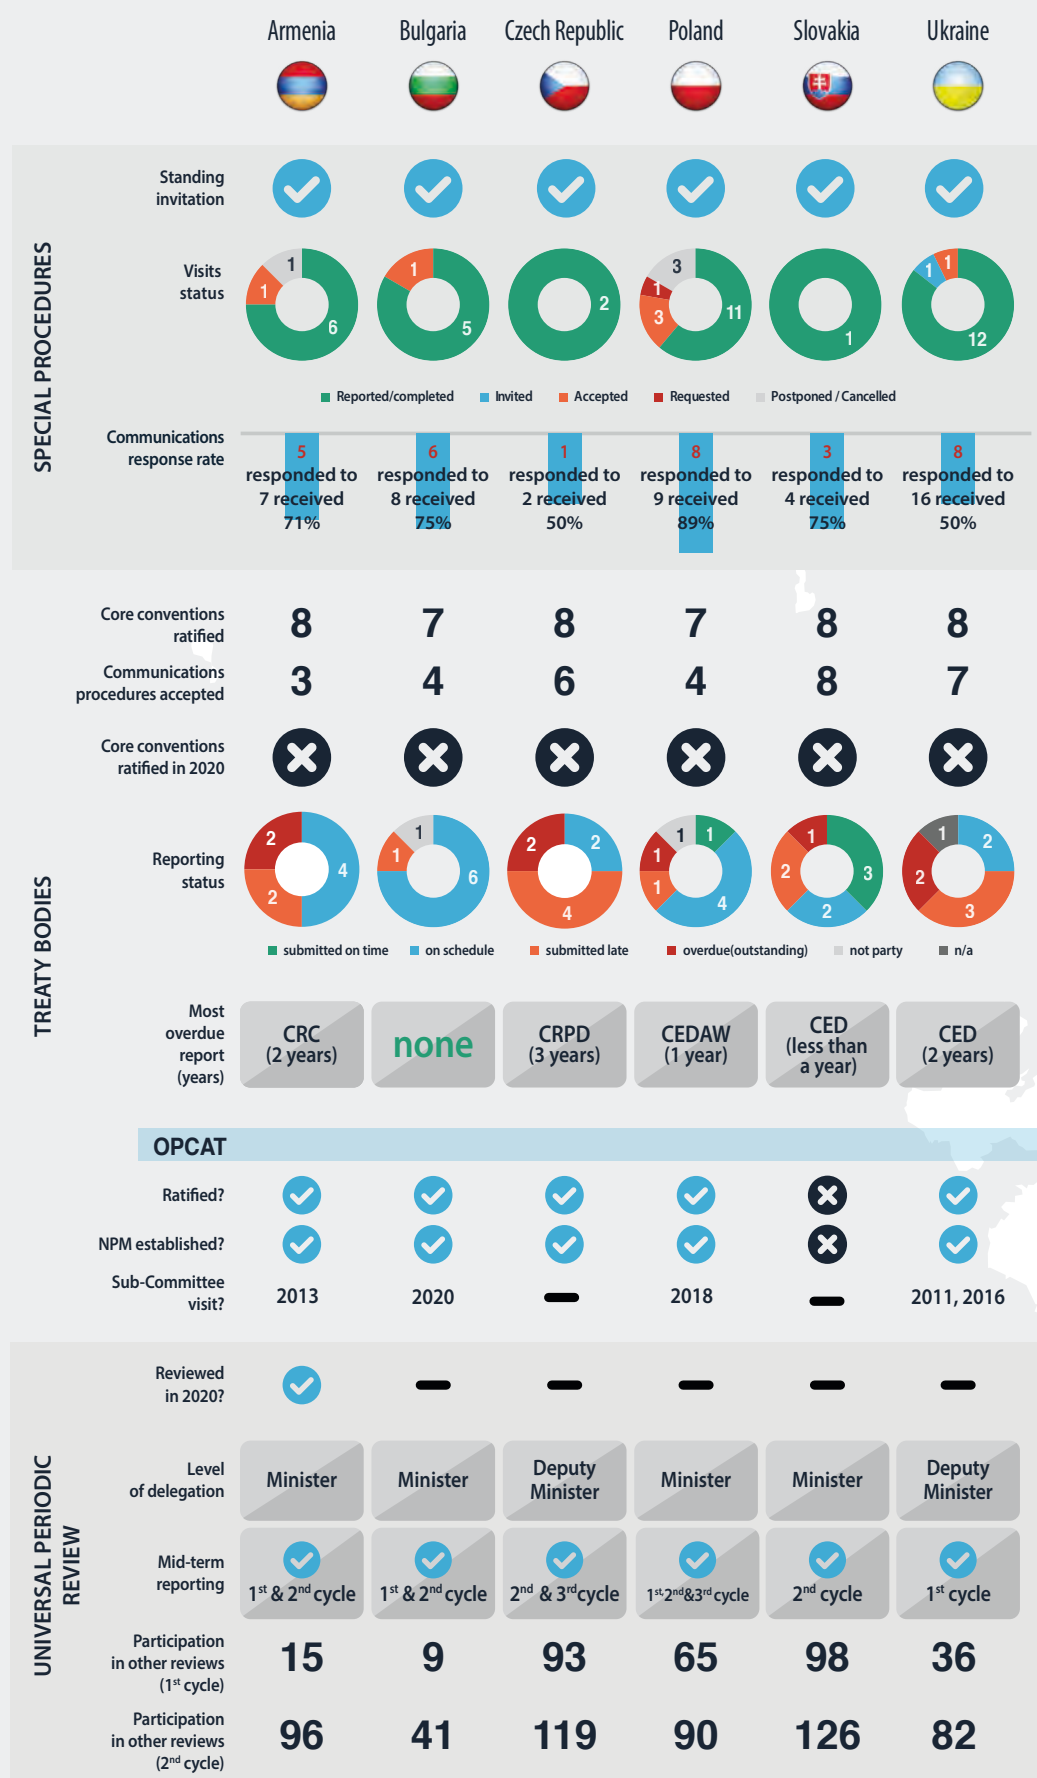 Armenia Bulgaria Czech Republic Poland Slovakia Ukraine
SPECIAL PROCEDURES
Standing
invitation
Visits
status
1
1
6
1
5
2
3
1
3
11
1
1
1
12
Reported/completed Invited Accepted Requested Postponed / Cancelled
Communications
response rate
5
responded to
7 received
71%
6
responded to
8 received
75%
1
responded to
2 received
50%
8
responded to
9 received
89%
3
responded to
4 received
75%
8
responded to
16 received
50%
TREATY BODIES
Core conventions
ratified
8 7 8 7 8 8
Communications
procedures accepted
3 4 6 4 8 7
Core conventions
ratified in 2020
Reporting
status
2
4
2
1
1
6
2
2
4
1
1
1
1
4
1
3
2
2
1
2
2
3
submitted on time on schedule submitted late overdue(outstanding) not party n/a
Most
overdue
report
(years)
CRC
(2 years)
none
CRPD
(3 years)
CEDAW
(1 year)
CED
(less than
a year)
CED
(2 years)
OPCAT
Ratified?
NPM established?
Sub-Committee
visit?
2013 2020 2018 2011, 2016
UNIVERSAL PERIODIC
REVIEW
Reviewed
in 2020?
Level
of delegation
Minister
Minister
Deputy
Minister
Minister
Minister
Deputy
Minister
Mid-term
reporting
1st & 2nd cycle
1st & 2nd cycle
2nd & 3rd cycle
1st,2nd&3rd cycle
2nd cycle
1st cycle
Participation
in other reviews
(1st cycle)
15 9 93 65 98 36
Participation
in other reviews
(2nd cycle)
96 41 119 90 126 82